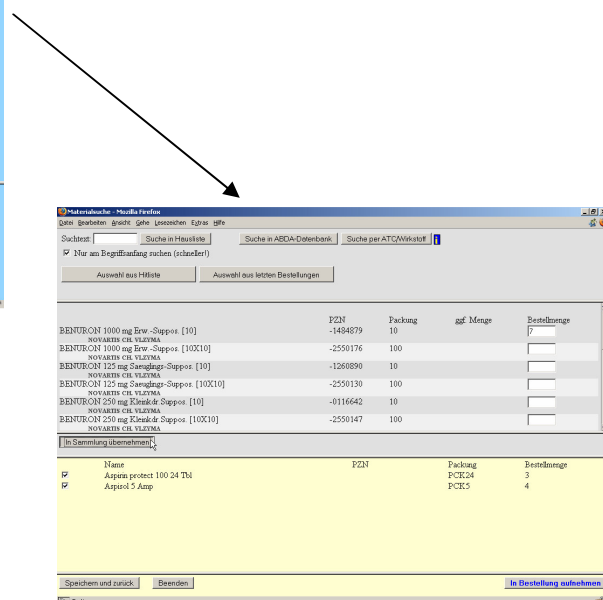 Materialsuche - Mozilla Firefox
Datei Bearbeiten Ansicht Gehe Lesezeichen Extras Hilfe
Suchtext: Suche in Hausliste Suche in ABDA-Datenbank Suche per ATC/Wirkstoff i
Nur am Begriffsanfang suchen (schneller!)
Auswahl aus Hitliste Auswahl aus letzten Bestellungen
PZN Packung ggf. Menge Bestellmenge
BENURON 1000 mg Erw.-Suppos. [10] -1484879 10 7
NOVARTIS CH. VLZYMA
BENURON 1000 mg Erw.-Suppos. [10X10] -2550176 100
NOVARTIS CH. VLZYMA
BENURON 125 mg Saeuglings-Suppos. [10] -1260890 10
NOVARTIS CH. VLZYMA
BENURON 125 mg Saeuglings-Suppos. [10X10] -2550130 100
NOVARTIS CH. VLZYMA
BENURON 250 mg Kleinkdr.Suppos. [10] -0116642 10
NOVARTIS CH. VLZYMA
BENURON 250 mg Kleinkdr.Suppos. [10X10] -2550147 100
NOVARTIS CH. VLZYMA
In Sammlung übernehmen
Name PZN Packung Bestellmenge
Aspirin protect 100 24 Tbl PCK24 3
Aspisol 5 Amp PCK5 4
Speichern und zurück Beenden In Bestellung aufnehmen